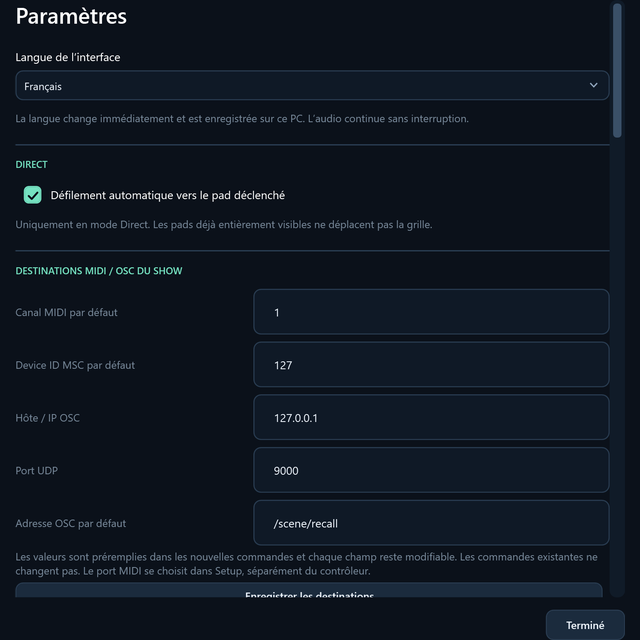 Paramètres
Langue de l'interface
Français
La langue change immédiatement et est enregistrée sur ce PC. L'audio continue sans interruption.
DIRECT
Défilement automatique vers le pad déclenché
Uniquement en mode Direct. Les pads déjà entièrement visibles ne déplacent pas la grille.
DESTINATIONS MIDI / OSC DU SHOW
Canal MIDI par défaut
1
Device ID MSC par défaut
127
Hôte / IP OSC
127.0.0.1
Port UDP
9000
Adresse OSC par défaut
/scene/recall
Les valeurs sont préremplies dans les nouvelles commandes et chaque champ reste modifiable. Les commandes existantes ne
changent pas. Le port MIDI se choisit dans Setup, séparément du contrôleur.
Enregistrer les destinations
Terminé